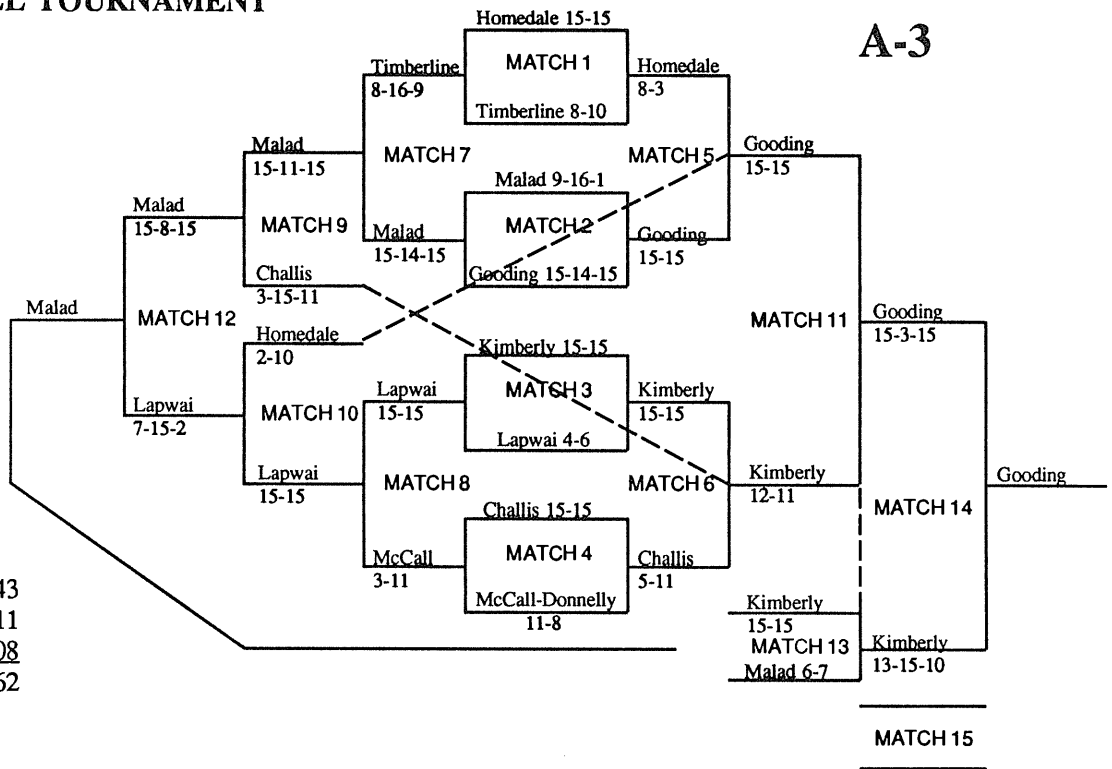 TOURNAMENT
A-3
Homedale 15-15
MATCH 1
Timberline 8-10
Timberline
8-16-9
Homedale
8-3
MATCH 7
MATCH 5
Malad 9-16-1
MATCH 2
Gooding 15-14-15
Malad
15-14-15
Gooding
15-15
Malad
15-11-15
Gooding
15-15
MATCH 9
Malad
15-8-15
Challis
3-15-11
Malad
MATCH 12
Homedale
2-10
MATCH 11
Gooding
15-3-15
Kimberly 15-15
MATCH 3
Lapwai 4-6
Lapwai
15-15
Kimberly
15-15
Lapwai
7-15-2
MATCH 10
Lapwai
15-15
MATCH 8
MATCH 6
Kimberly
12-11
Gooding
MATCH 14
Challis 15-15
MATCH 4
McCall-Donnelly
11-8
McCall
3-11
Challis
5-11
Kimberly
15-15
MATCH 13
Malad 6-7
Kimberly
13-15-10
MATCH 15
43
11
08
62